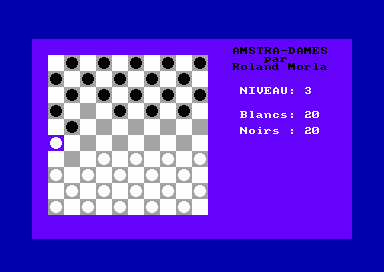 AMSTRA-DAMES
par
Roland Morla
NIVEAU: 3
Blancs: 20
Noirs : 20